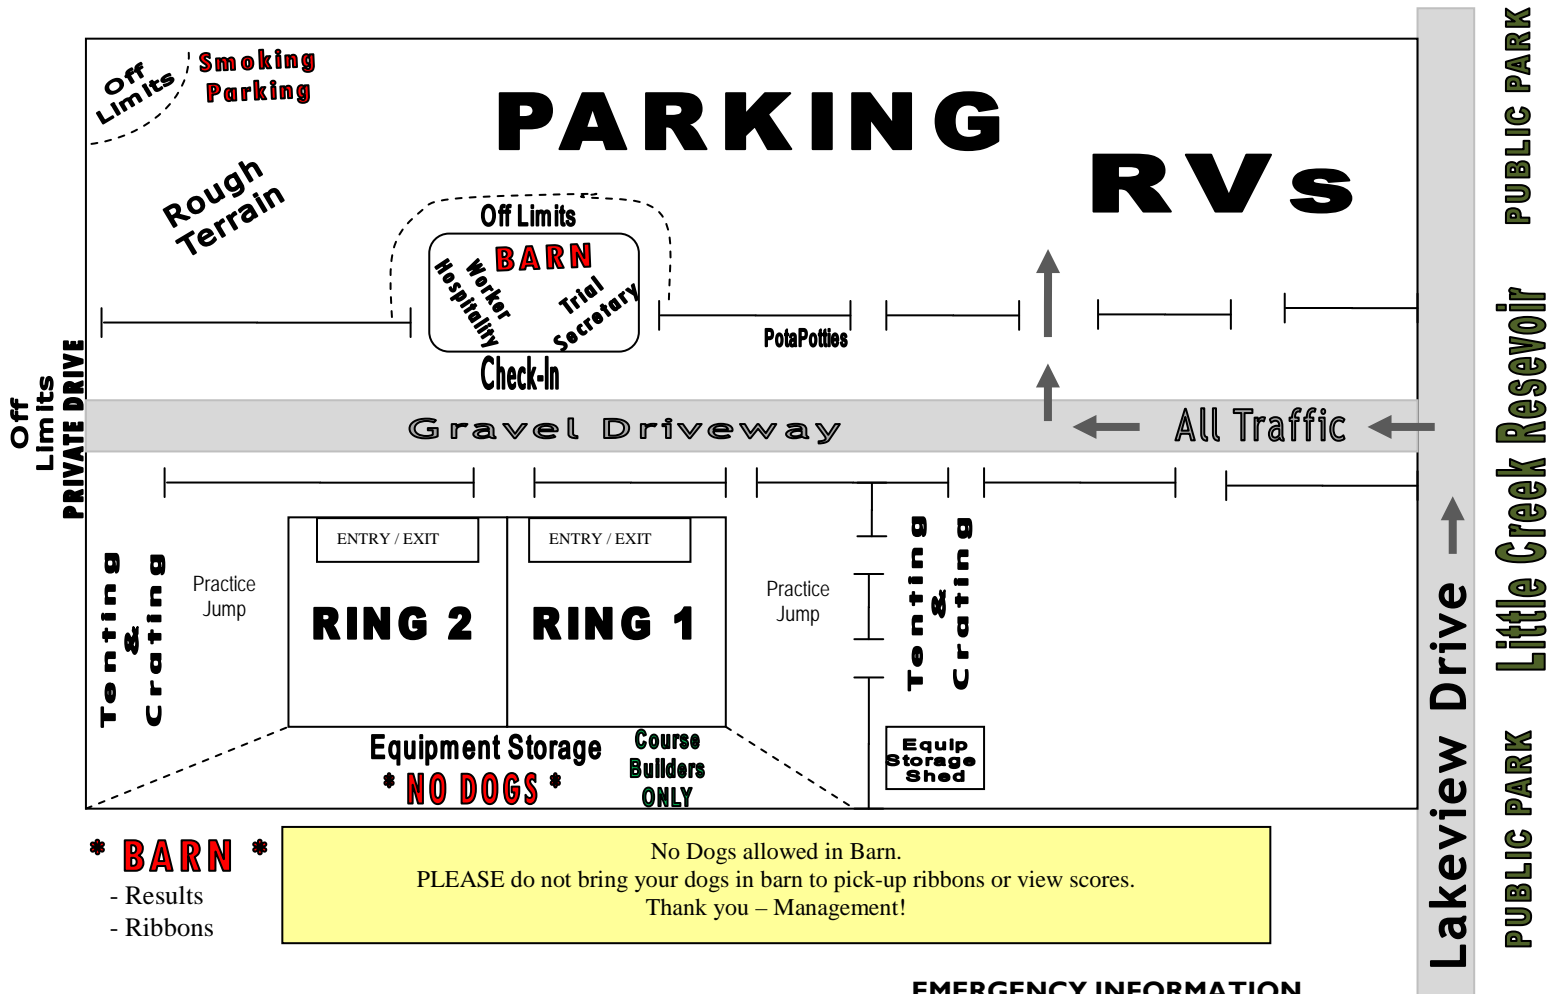 Off
Limits
Smoking
Parking
PARKING
RVs
Rough
Terrain
Off Limits
BARN
Worker
Hospitality
Trial
Secretary
PotaPotties
Check-In
Off
Limits
PRIVATE DRIVE
Gravel Driveway
All Traffic
PUBLIC PARK
Little Creek Resevoir
PUBLIC PARK
Lakeview Drive
Tenting
&
Crating
Practice
Jump
ENTRY / EXIT
RING 2
ENTRY / EXIT
RING 1
Practice
Jump
Tenting
&
Crating
Equipment Storage
* NO DOGS *
Course
Builders
ONLY
Equip
Storage
Shed
* BARN *
- Results
- Ribbons
No Dogs allowed in Barn.
PLEASE do not bring your dogs in barn to pick-up ribbons or view scores.
Thank you – Management!
EMERGENCY INFORMATION